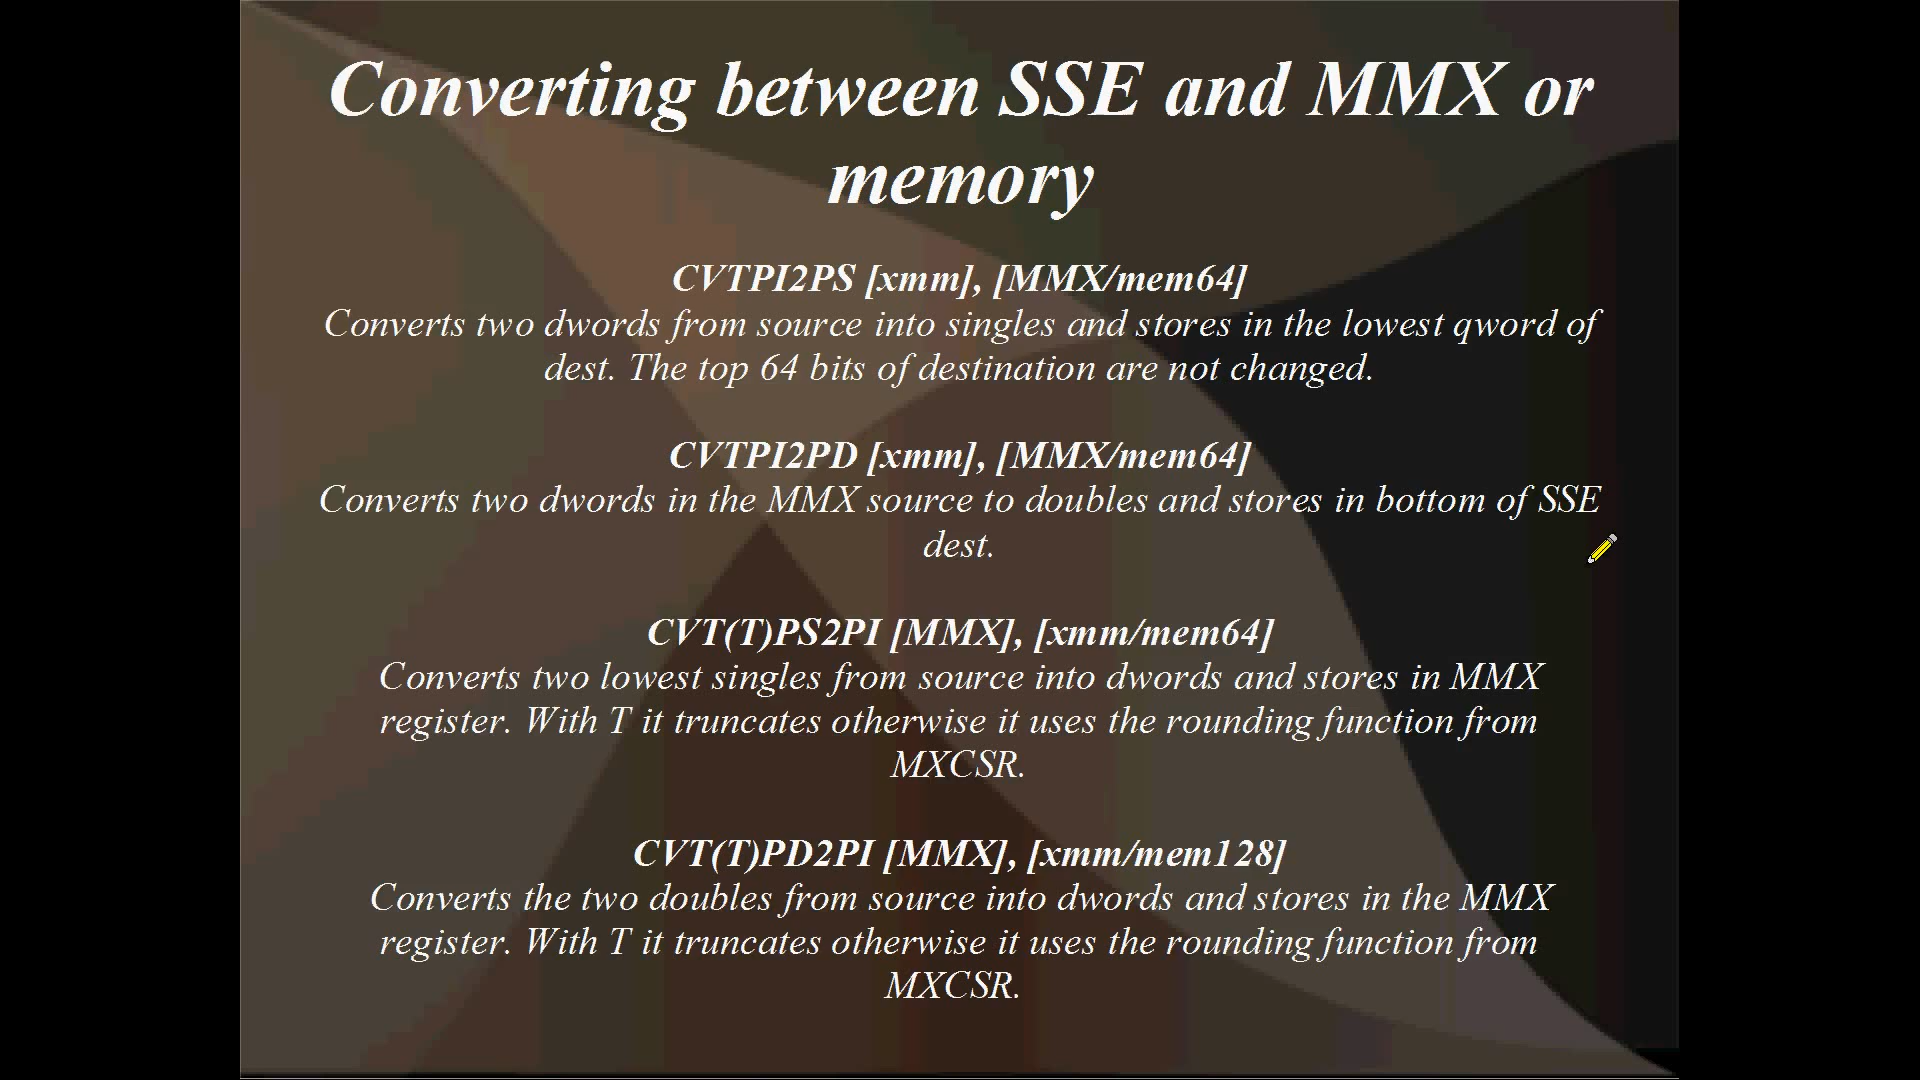 Converting between SSE and MMX or
memory
CVTPI2PS [xmm], [MMX/mem64]
Converts two dwords from source into singles and stores in the lowest qword of
dest. The top 64 bits of destination are not changed.
CVTPI2PD [xmm], [MMX/mem64]
Converts two dwords in the MMX source to doubles and stores in bottom of SSE
dest.
CVT(T)PS2PI [MMX], [xmm/mem64]
Converts two lowest singles from source into dwords and stores in MMX
register. With T it truncates otherwise it uses the rounding function from
MXCSR.
CVT(T)PD2PI [MMX], [xmm/mem128]
Converts the two doubles from source into dwords and stores in the MMX
register. With T it truncates otherwise it uses the rounding function from
MXCSR.